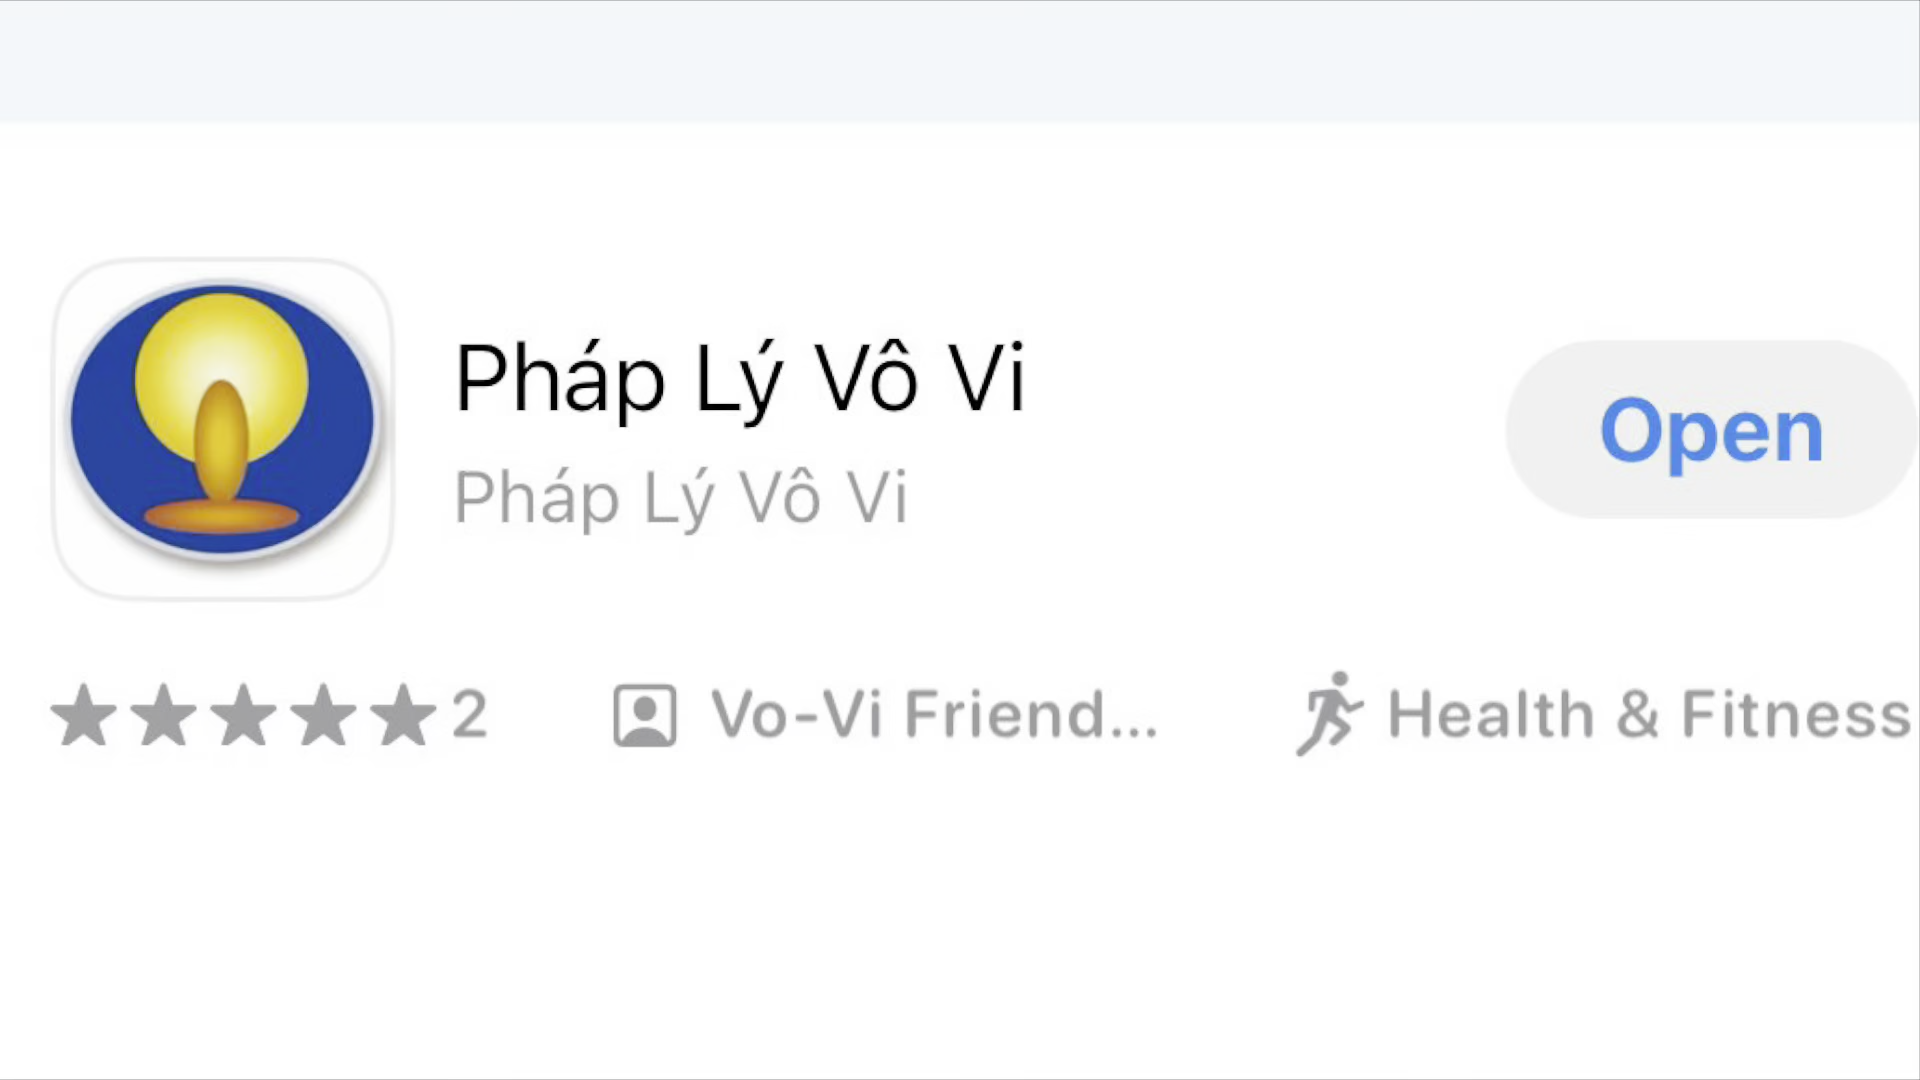 Pháp Lý Vô Vi
Pháp Lý Vô Vi
Open
2
Vo-Vi Friend...
Health & Fitness